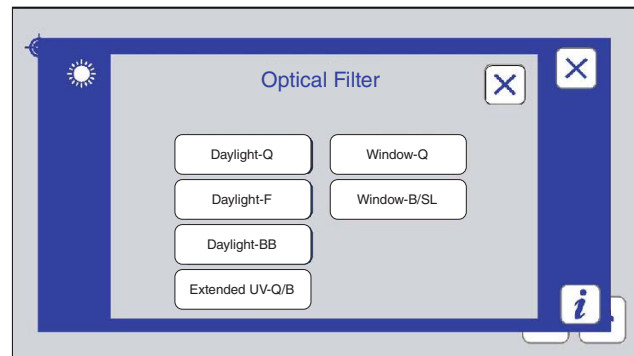 Optical Filter
Daylight-Q
Window-Q
Daylight-F
Window-B/SL
Daylight-BB
Extended UV-Q/B
i